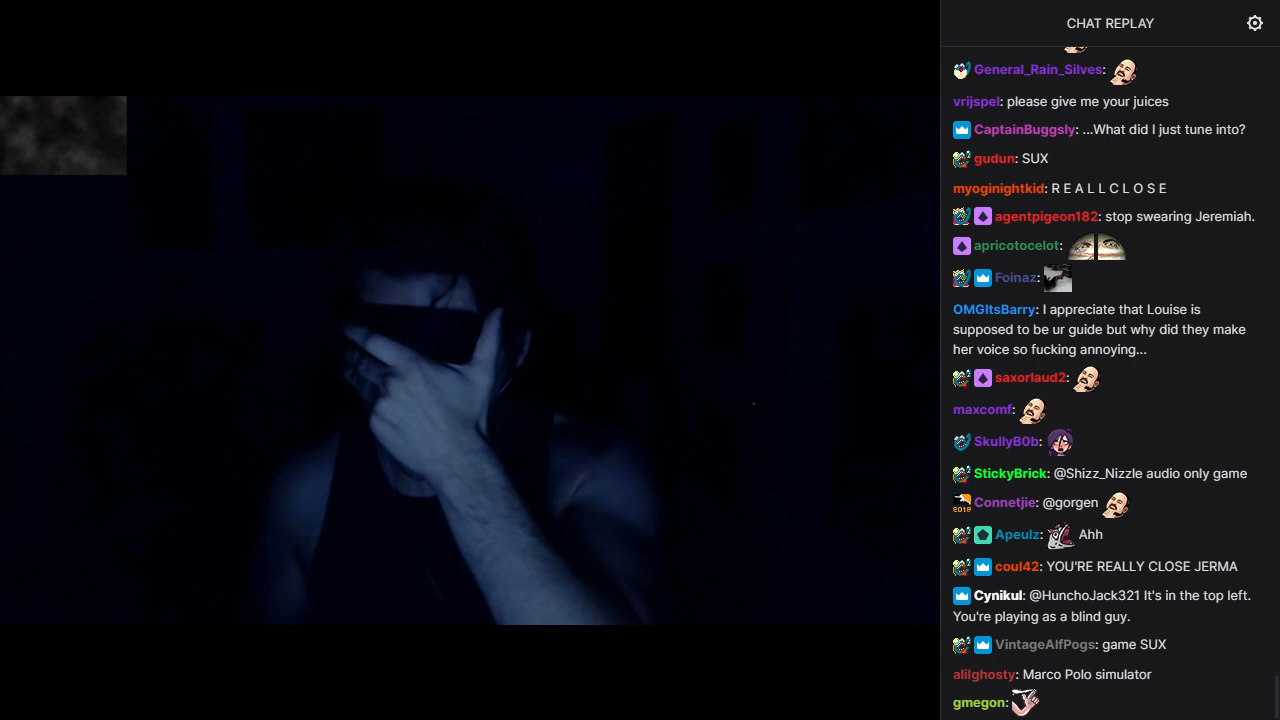 CHAT REPLAY
General_Rain_Silves:
vrijspel: please give me your juices
CaptainBuggsly: ...What did I just tune into?
gudun: SUX
myoginightkid: R E A L L C L O S E
agentpigeon182: stop swearing Jeremiah.
apricotocelot:
Foinaz:
OMGItsBarry: I appreciate that Louise is
supposed to be ur guide but why did they make
her voice so fucking annoying...
saxorlaud2:
maxcomf:
SkullyB0b:
StickyBrick: @Shizz_Nizzle audio only game
Connetjie: @gorgen
Apeulz: Ahh
coul42: YOU'RE REALLY CLOSE JERMA
Cynikul: @HunchoJack321 It's in the top left.
You're playing as a blind guy.
VintageAlfPogs: game SUX
alilghosty: Marco Polo simulator
gmegon: